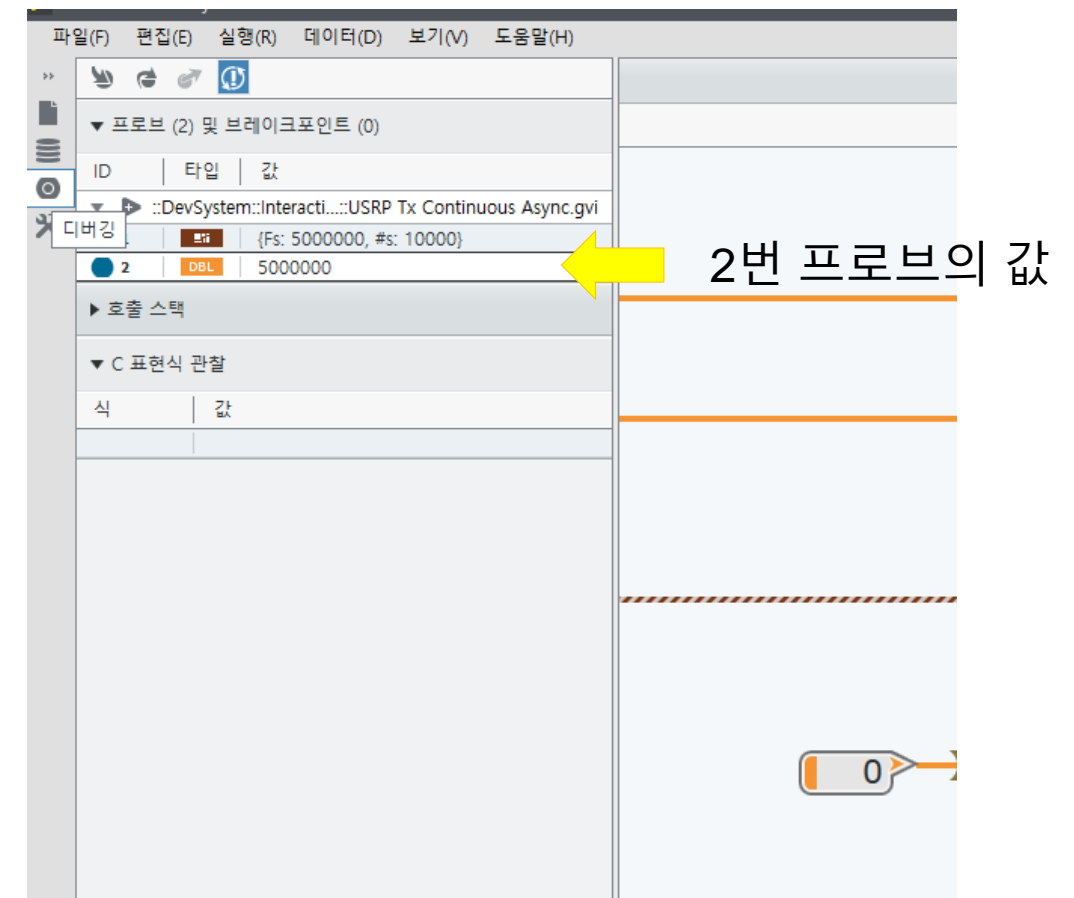 파일(F) 편집(E) 실행(R) 데이터(D) 보기(V) 도움말(H)
프로브 (2) 및 브레이크포인트 (0)
ID 타입 값
::DevSystem::Interacti...::USRP Tx Continuous Async.gvi
디버깅
{Fs: 5000000, #s: 10000}
2 DBL 5000000
2번 프로브의 값
호출 스택
C 표현식 관찰
식 값
0